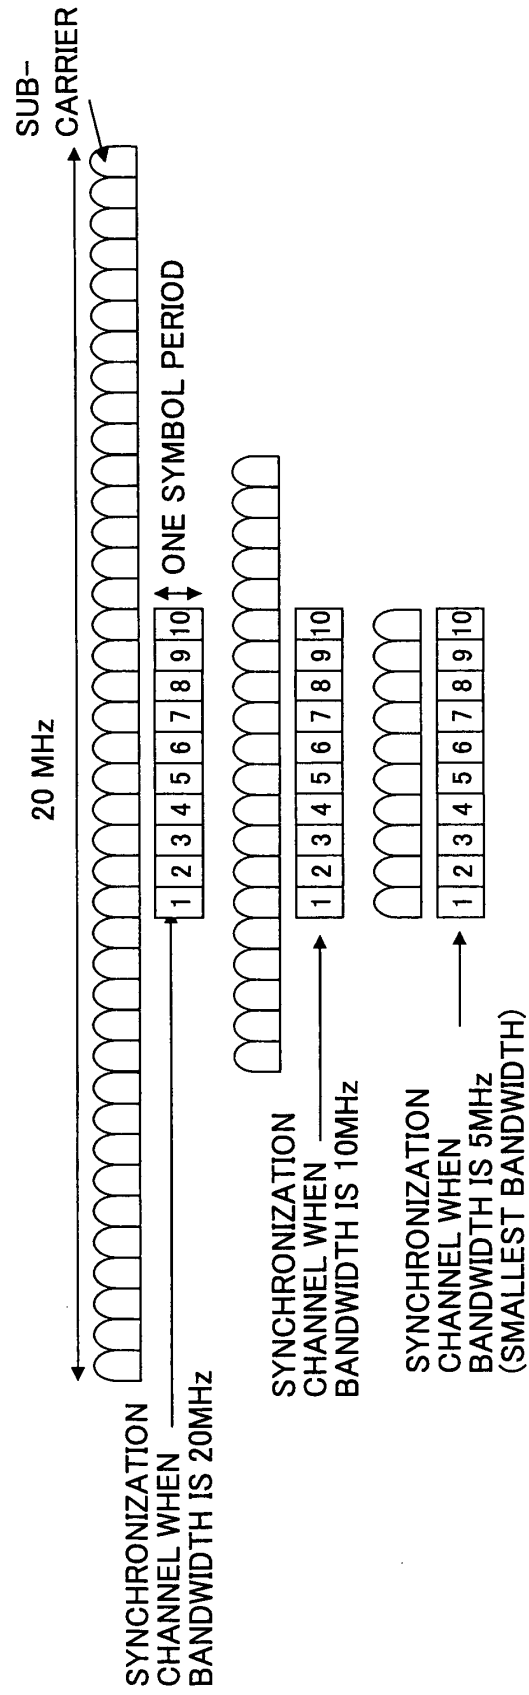 20 MHz
SUB-
CARRIER
SYNCHRONIZATION
CHANNEL WHEN
BANDWIDTH IS 20MHz
1 2 3 4 5 6 7 8 9 10
ONE SYMBOL PERIOD
SYNCHRONIZATION
CHANNEL WHEN
BANDWIDTH IS 10MHz
1 2 3 4 5 6 7 8 9 10
SYNCHRONIZATION
CHANNEL WHEN
BANDWIDTH IS 5MHz
(SMALLEST BANDWIDTH)
1 2 3 4 5 6 7 8 9 10